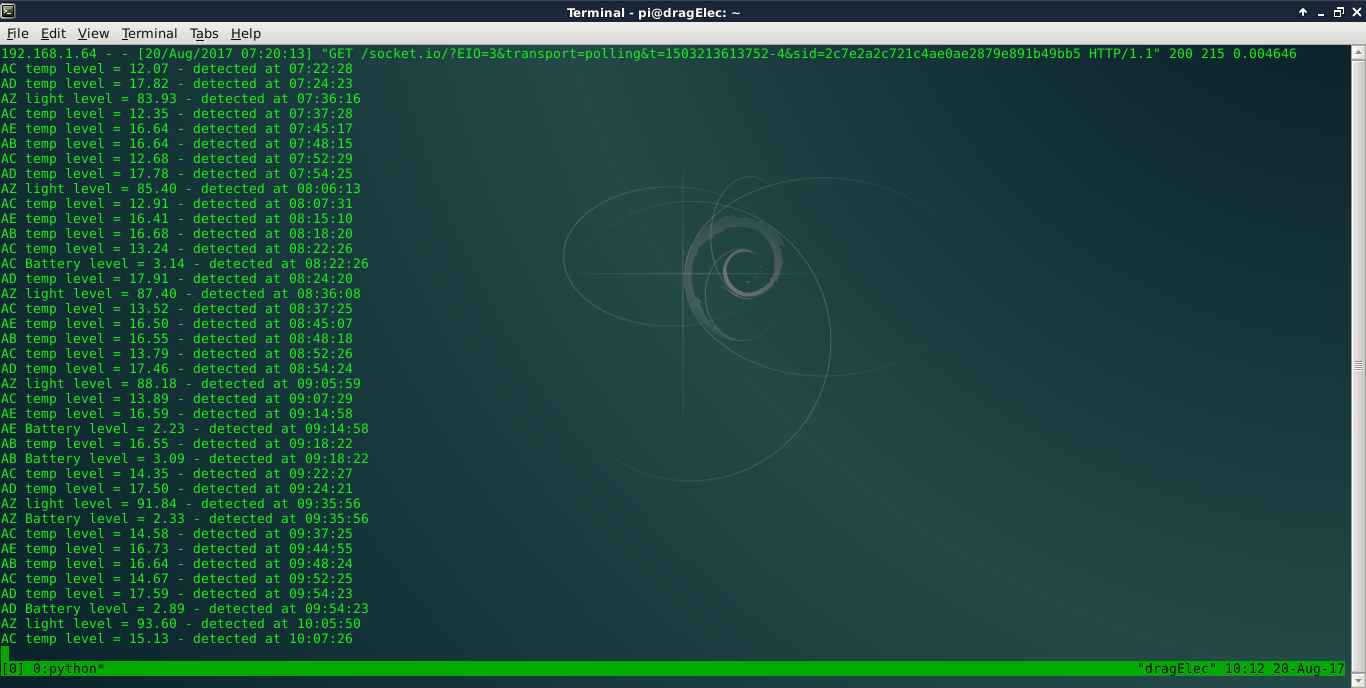 Terminal - pi@dragElec: ~
File Edit View Terminal Tabs Help
192.168.1.64 - - [20/Aug/2017 07:20:13] "GET /socket.io/?EIO=3&transport=polling&t=1503213613752-4&sid=2c7e2a2c721c4ae0ae2879e891b49bb5 HTTP/1.1" 200 215 0.004646
AC temp level = 12.07 - detected at 07:22:28
AD temp level = 17.82 - detected at 07:24:23
AZ light level = 83.93 - detected at 07:36:16
AC temp level = 12.35 - detected at 07:37:28
AE temp level = 16.64 - detected at 07:45:17
AB temp level = 16.64 - detected at 07:48:15
AC temp level = 12.68 - detected at 07:52:29
AD temp level = 17.78 - detected at 07:54:25
AZ light level = 85.40 - detected at 08:06:13
AC temp level = 12.91 - detected at 08:07:31
AE temp level = 16.41 - detected at 08:15:10
AB temp level = 16.68 - detected at 08:18:20
AC temp level = 13.24 - detected at 08:22:26
AC Battery level = 3.14 - detected at 08:22:26
AD temp level = 17.91 - detected at 08:24:20
AZ light level = 87.40 - detected at 08:36:08
AC temp level = 13.52 - detected at 08:37:25
AE temp level = 16.50 - detected at 08:45:07
AB temp level = 16.55 - detected at 08:48:18
AC temp level = 13.79 - detected at 08:52:26
AD temp level = 17.46 - detected at 08:54:24
AZ light level = 88.18 - detected at 09:05:59
AC temp level = 13.89 - detected at 09:07:29
AE temp level = 16.59 - detected at 09:14:58
AE Battery level = 2.23 - detected at 09:14:58
AB temp level = 16.55 - detected at 09:18:22
AB Battery level = 3.09 - detected at 09:18:22
AC temp level = 14.35 - detected at 09:22:27
AD temp level = 17.50 - detected at 09:24:21
AZ light level = 91.84 - detected at 09:35:56
AZ Battery level = 2.33 - detected at 09:35:56
AC temp level = 14.58 - detected at 09:37:25
AE temp level = 16.73 - detected at 09:44:55
AB temp level = 16.64 - detected at 09:48:24
AC temp level = 14.67 - detected at 09:52:25
AD temp level = 17.59 - detected at 09:54:23
AD Battery level = 2.89 - detected at 09:54:23
AZ light level = 93.60 - detected at 10:05:50
AC temp level = 15.13 - detected at 10:07:26
[0] 0:python* "dragElec" 10:12 20-Aug-17